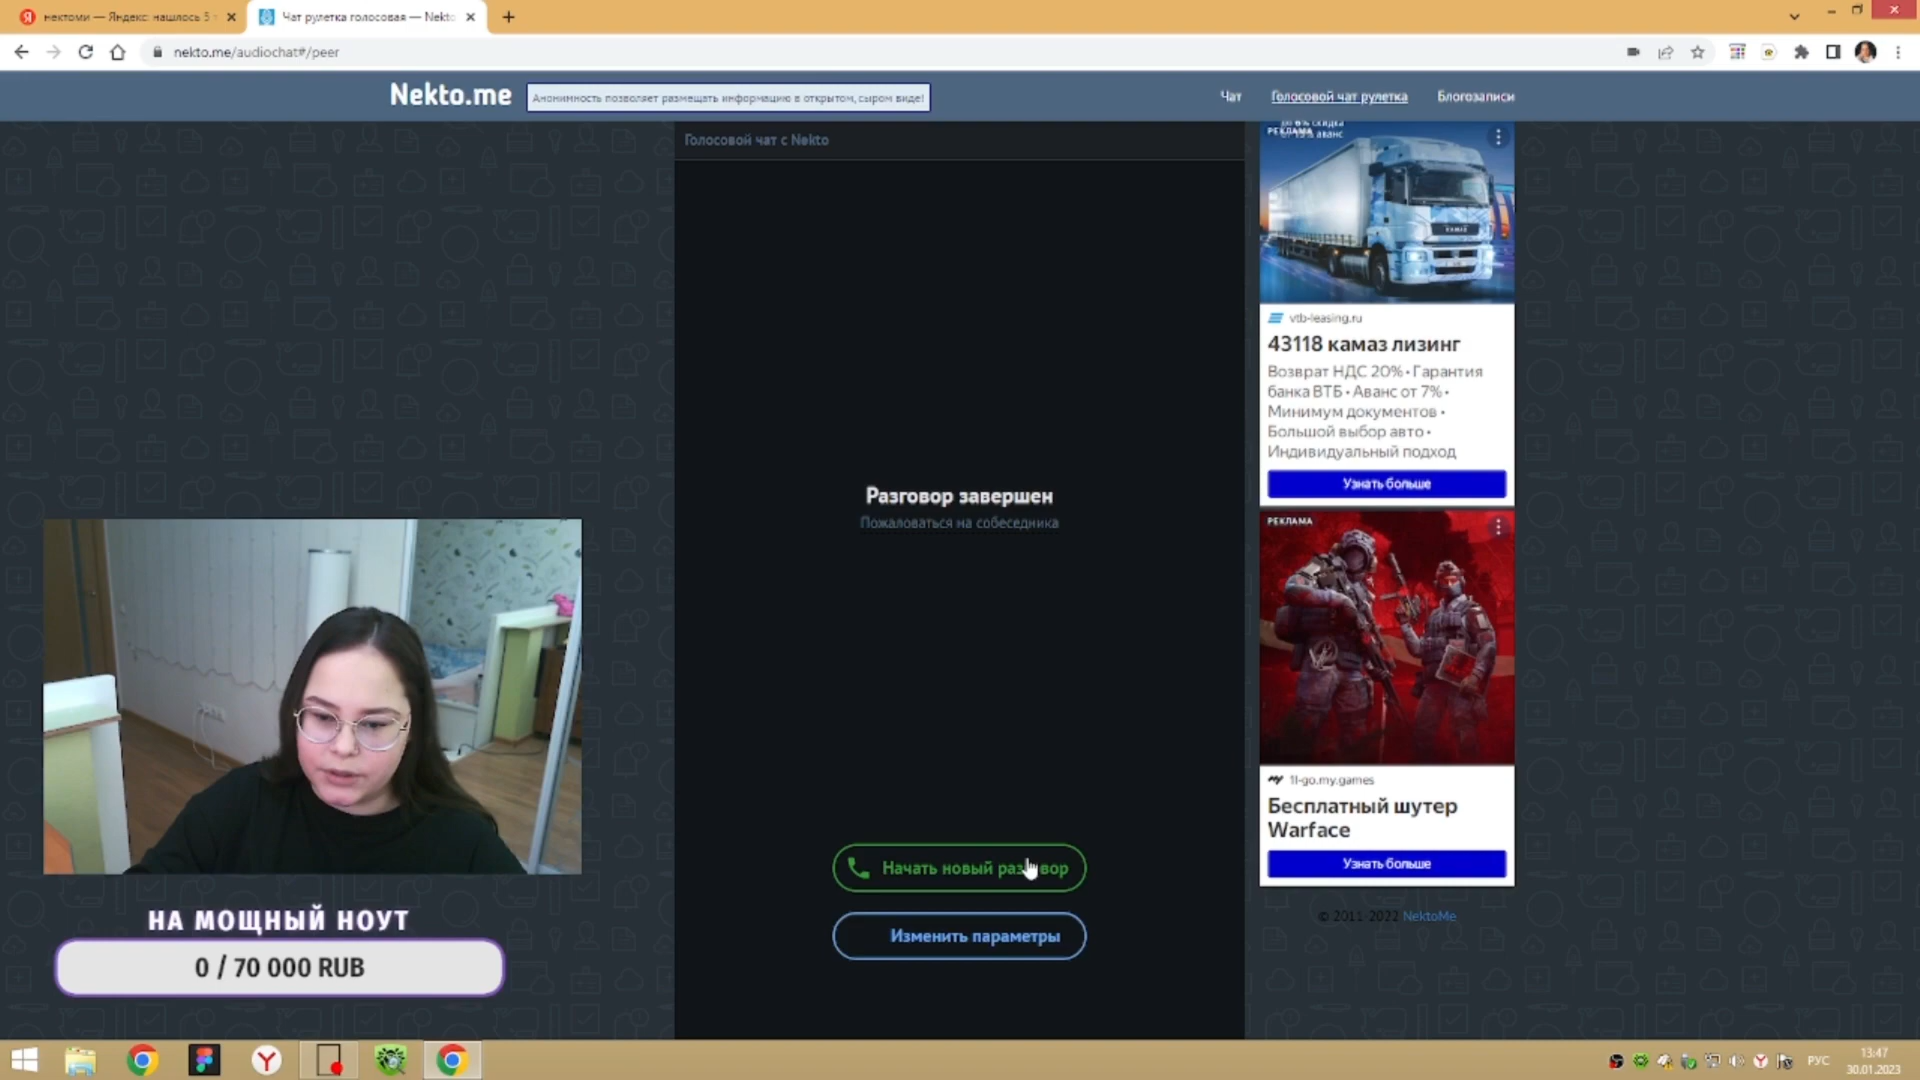 нектоми — Яндекс: нашлось 5
Чат рулетка голосовая — Nekto
nekto.me/audiochat#/peer
Nekto.me
Анонимность позволяет размещать информацию в открытом, сыром виде!
Чат
Голосовой чат рулетка
Блогозаписи
Голосовой чат с Nekto
РЕКЛАМА
KAMAZ
vtb-leasing.ru
43118 камаз лизинг
Возврат НДС 20% • Гарантия
банка ВТБ • Аванс от 7% •
Минимум документов •
Большой выбор авто •
Индивидуальный подход
Узнать больше
Разговор завершен
Пожаловаться на собеседника
РЕКЛАМА
1l-go.my.games
Бесплатный шутер
Warface
Узнать больше
Начать новый разговор
Изменить параметры
© 2011-2022 NektoMe
НА МОЩНЫЙ НОУТ
0 / 70 000 RUB
РУС
13:47
30.01.2023